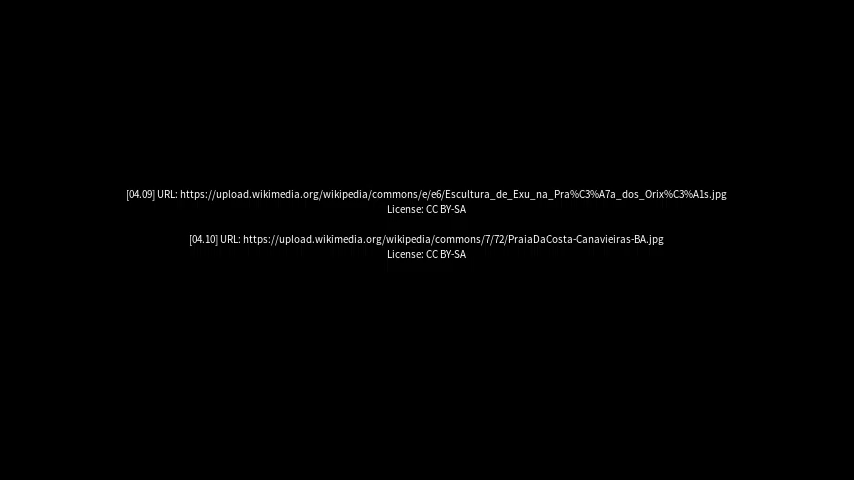 [04.09] URL: https://upload.wikimedia.org/wikipedia/commons/e/e6/Escultura_de_Exu_na_Pra%C3%A7a_dos_Orix%C3%A1s.jpg
License: CC BY-SA
[04.10] URL: https://upload.wikimedia.org/wikipedia/commons/7/72/PraiaDaCosta-Canavieiras-BA.jpg
License: CC BY-SA